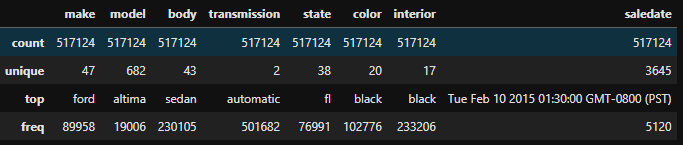 make model body transmission state color interior saledate
count 517124 517124 517124 517124 517124 517124 517124 517124
unique 47 682 43 2 38 20 17 3645
top ford altima sedan automatic fl black black Tue Feb 10 2015 01:30:00 GMT-0800 (PST)
freq 89958 19006 230105 501682 76991 102776 233206 5120